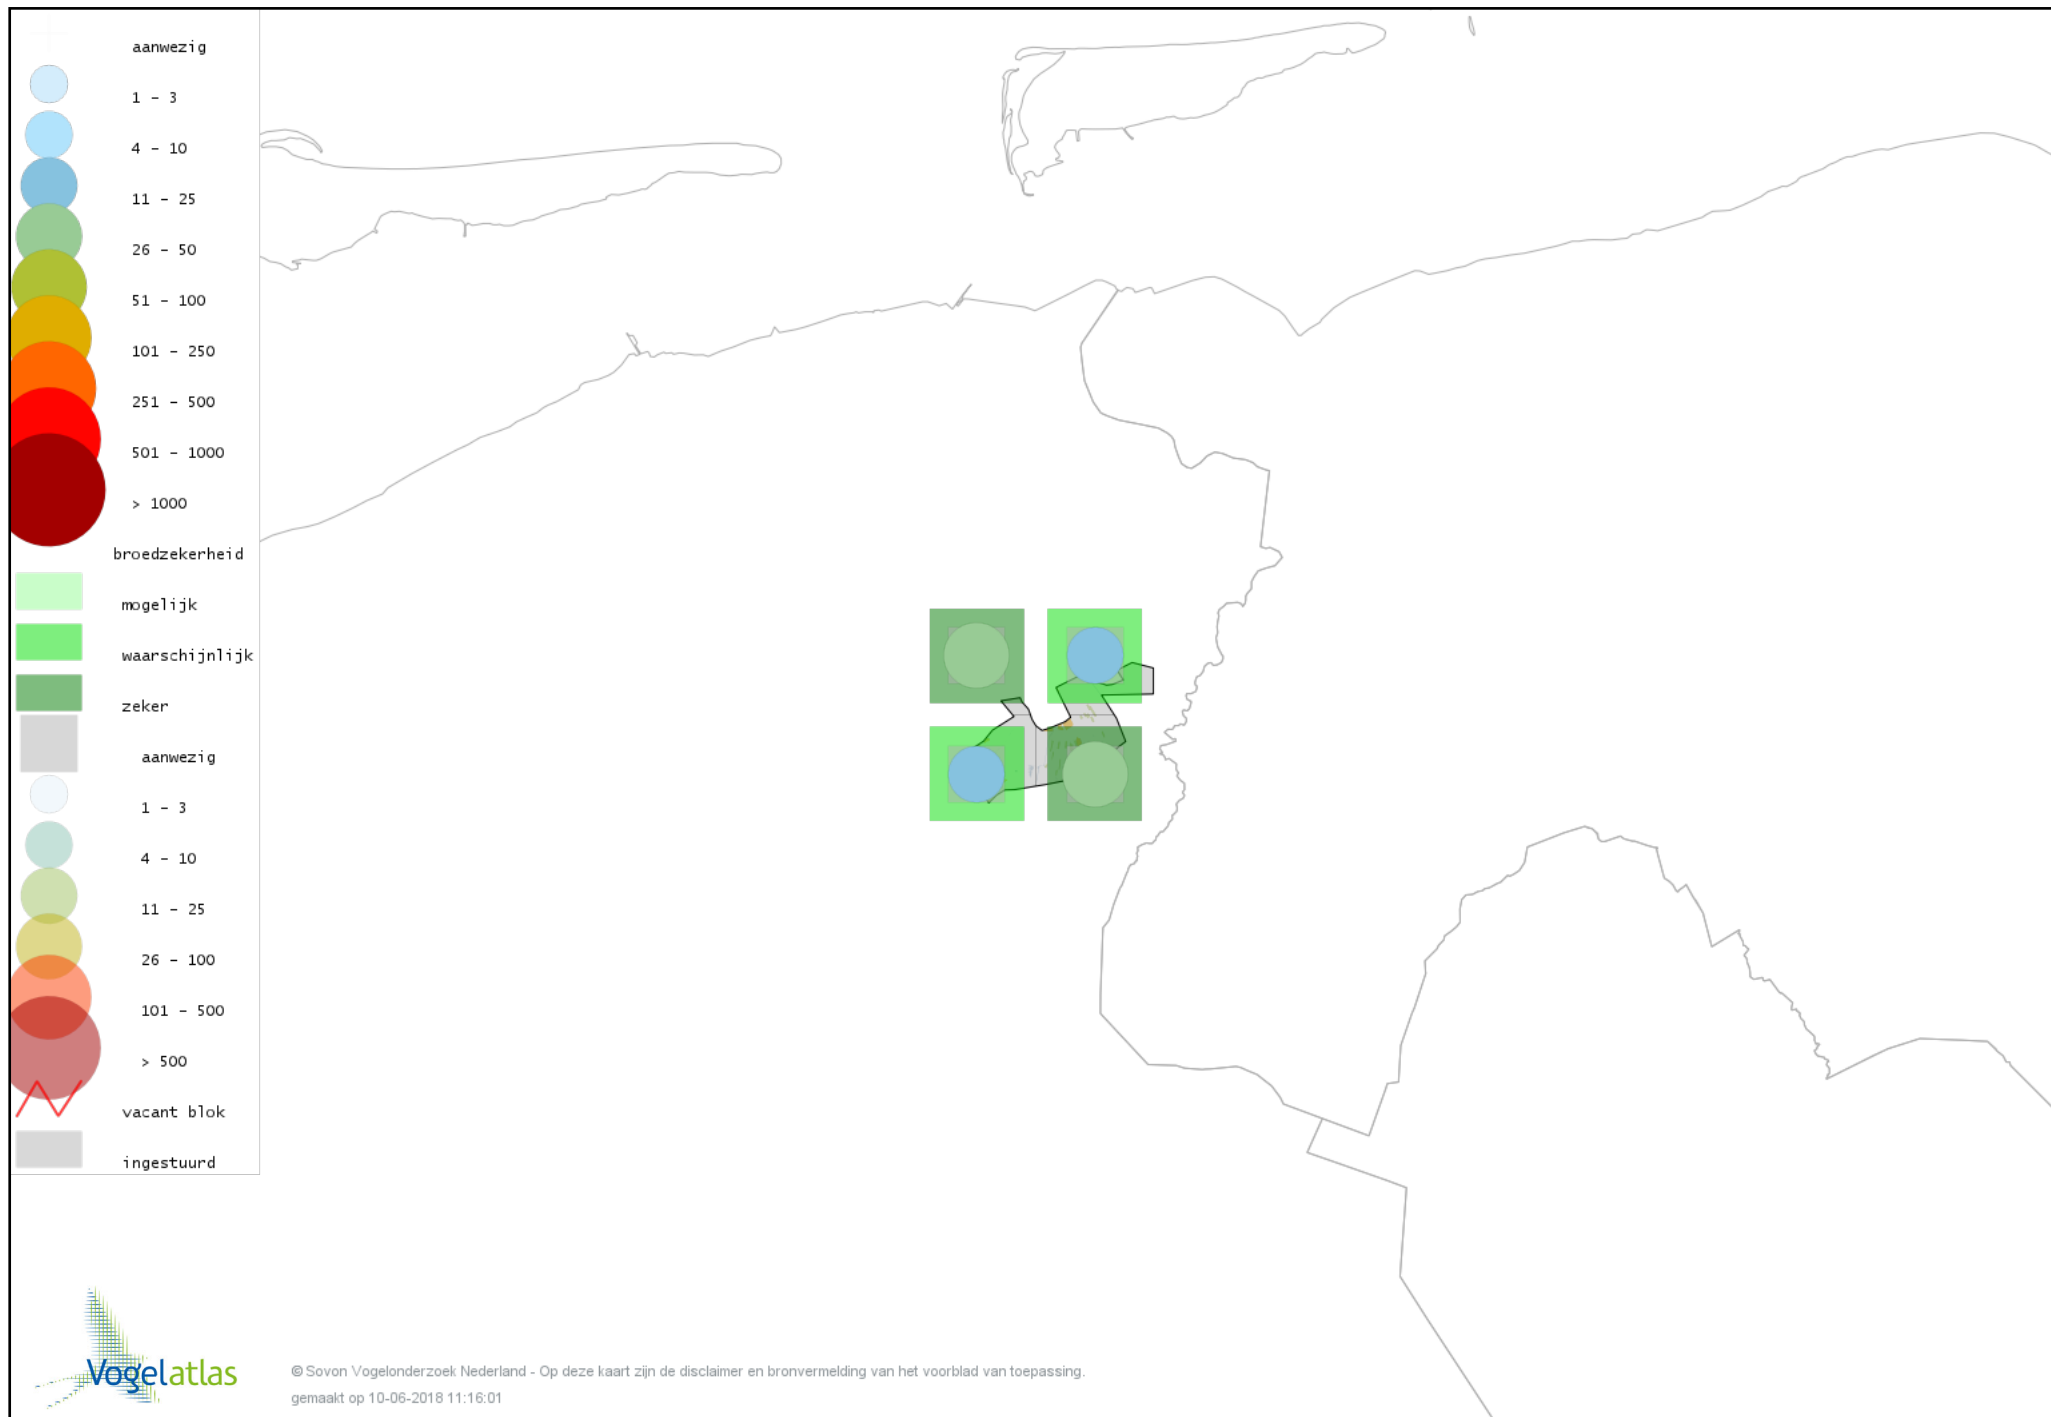 aanwezig
1 - 3
4 - 10
11 - 25
26 - 50
51 - 100
101 - 250
251 - 500
501 - 1000
> 1000
broedzekerheid
mogelijk
waarschijnlijk
zeker
aanwezig
1 - 3
4 - 10
11 - 25
26 - 100
101 - 500
> 500
vacant blok
ingestuurd
Vogelatlas
© Sovon Vogelonderzoek Nederland - Op deze kaart zijn de disclaimer en bronvermelding van het voorblad van toepassing.
gemaakt op 10-06-2018 11:16:01